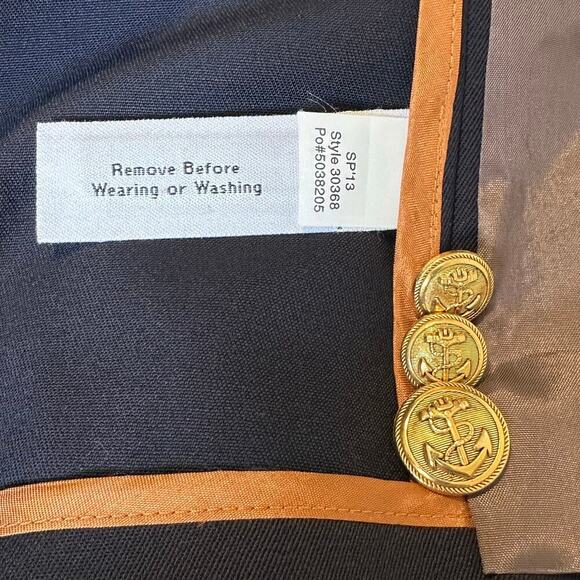 Remove Before
Wearing or Washing
SP'13
Style 30368
Po#5038205